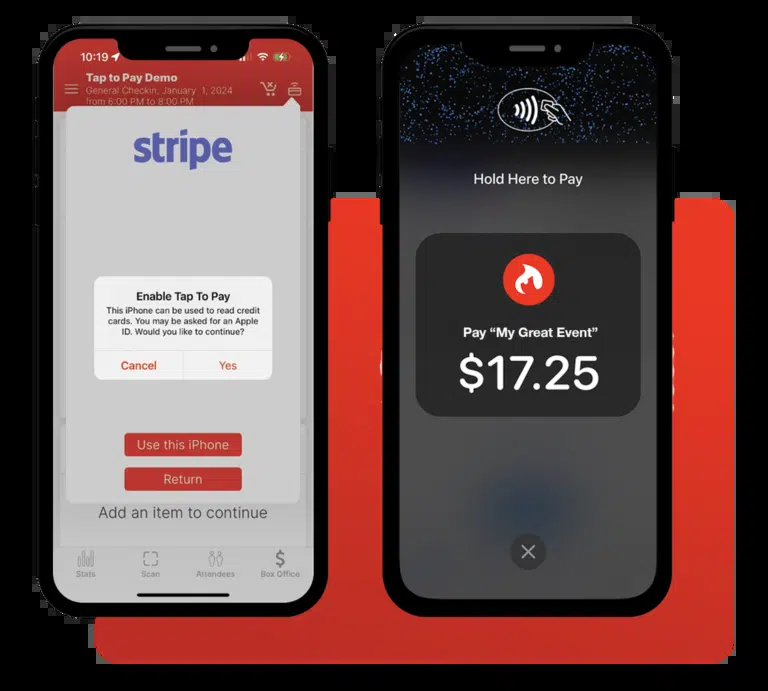 10:19
Tap to Pay Demo
General Checkin, January 1, 2024
from 6:00 PM to 8:00 PM
stripe
Enable Tap To Pay
This iPhone can be used to read credit
cards. You may be asked for an Apple
ID. Would you like to continue?
Cancel
Yes
Use this iPhone
Return
Add an item to continue
Stats
Scan
Attendees
Box Office
Hold Here to Pay
Pay “My Great Event”
$17.25